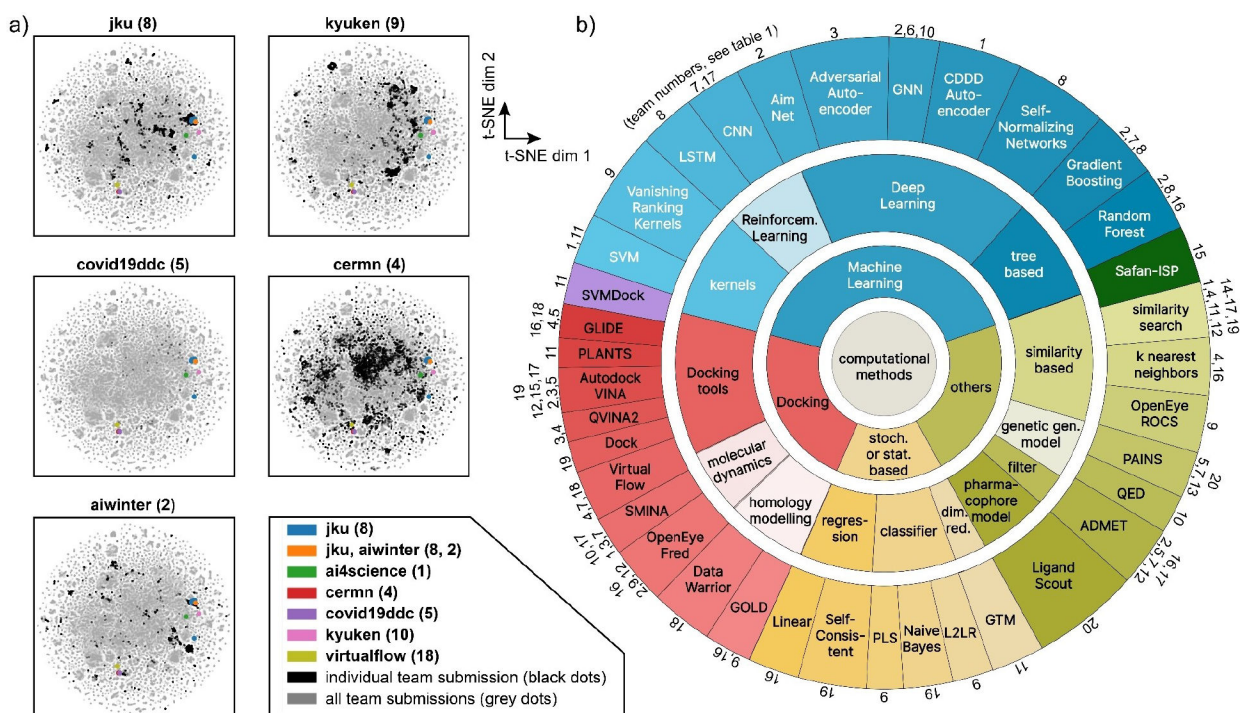 a)
jku (8)
kyuken (9)
t-SNE dim 2
t-SNE dim 1
covid19ddc (5)
cermn (4)
aiwinter (2)
jku (8)
jku, aiwinter (8, 2)
ai4science (1)
cermn (4)
covid19ddc (5)
kyuken (10)
virtualflow (18)
individual team submission (black dots)
all team submissions (grey dots)
b)
(team numbers, see table 1)
computational
methods
Machine
Learning
others
stoch.
or stat.
based
Docking
Reinforcem.
Learning
Deep
Learning
tree
based
similarity
based
genetic gen.
model
filter
pharma-
cophore
model
dim.
red.
classifier
regres-
sion
homology
modelling
molecular
dynamics
Docking
tools
kernels
LSTM
8
CNN
7,17
Aim
Net
2
Adversarial
Auto-
encoder
3
GNN
2,6,10
CDDD
Auto-
encoder
1
Self-
Normalizing
Networks
8
Gradient
Boosting
2,7,8
Random
Forest
2,8,16
Safan-ISP
15
similarity
search
14-17,19
1,4,11,12
k nearest
neighbors
4,16
OpenEye
ROCS
9
PAINS
20
5,7,13
QED
10
ADMET
16,17
2,5,7,12
Ligand
Scout
20
GTM
11
L2LR
9
Naive
Bayes
19
PLS
9
Self-
Consis-
tent
19
Linear
16
GOLD
9,16
Data
Warrior
18
OpenEye
Fred
16
2,9,12
SMINA
10,17
1,3,7
Virtual
Flow
4,7,18
Dock
19
QVINA2
3,4
Autodock
VINA
19
12,15,17
2,3,5
PLANTS
11
GLIDE
16,18
4,5
SVMDock
11
SVM
1,11
Vanishing
Ranking
Kernels
9